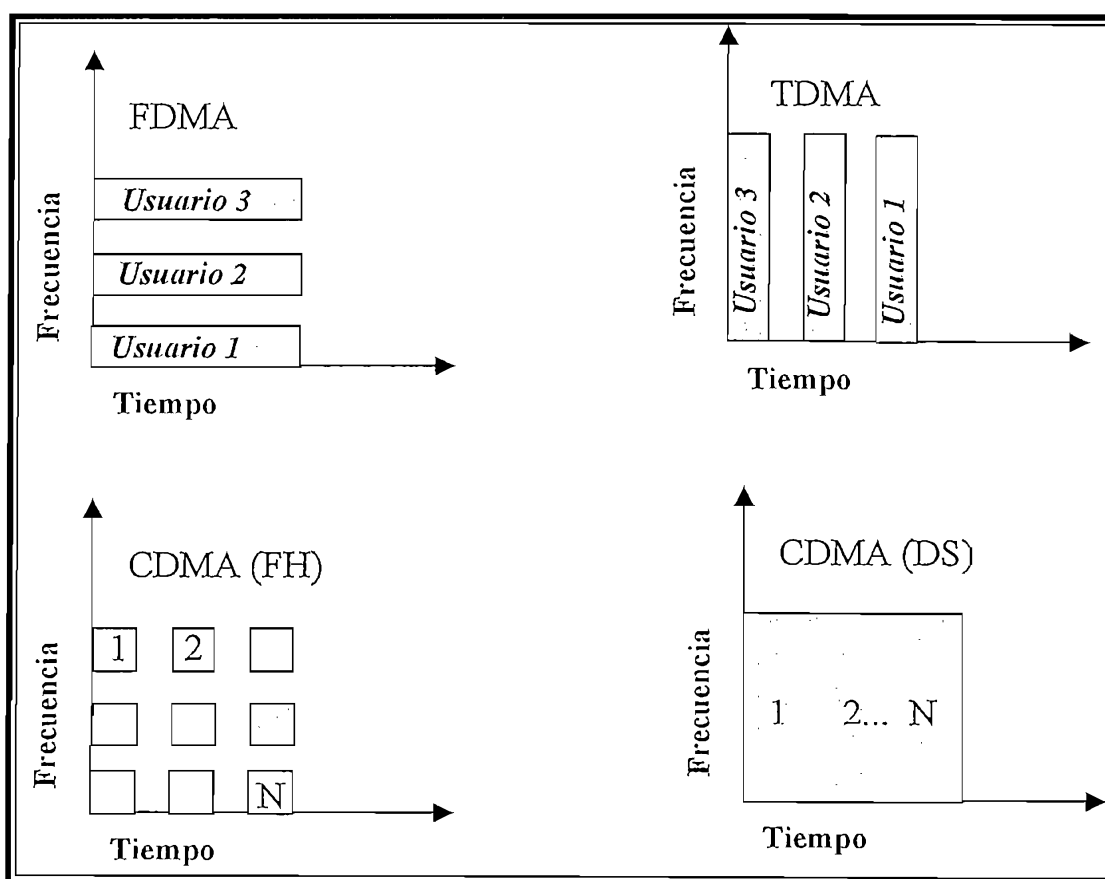 FDMA
Frecuencia
Usuario 3
Usuario 2
Usuario 1
Tiempo
TDMA
Frecuencia
Usuario 3
Usuario 2
Usuario 1
Tiempo
CDMA (FH)
Frecuencia
1 2
N
Tiempo
CDMA (DS)
Frecuencia
1 2... N
Tiempo